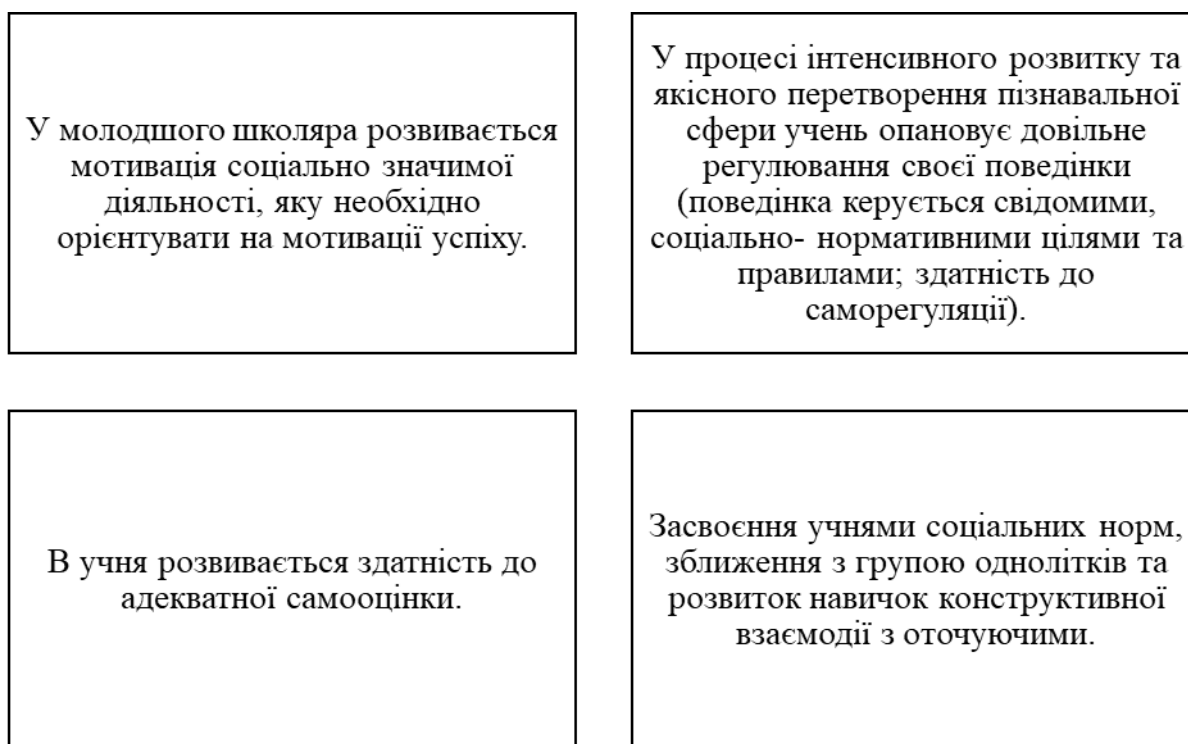 У молодшого школяра розвивається
мотивація соціально значимої
діяльності, яку необхідно
орієнтувати на мотивації успіху.
У процесі інтенсивного розвитку та
якісного перетворення пізнавальної
сфери учень опановує довільне
регулювання своєї поведінки
(поведінка керується свідомими,
соціально- нормативними цілями та
правилами; здатність до
саморегуляції).
В учня розвивається здатність до
адекватної самооцінки.
Засвоєння учнями соціальних норм,
зближення з групою однолітків та
розвиток навичок конструктивної
взаємодії з оточуючими.